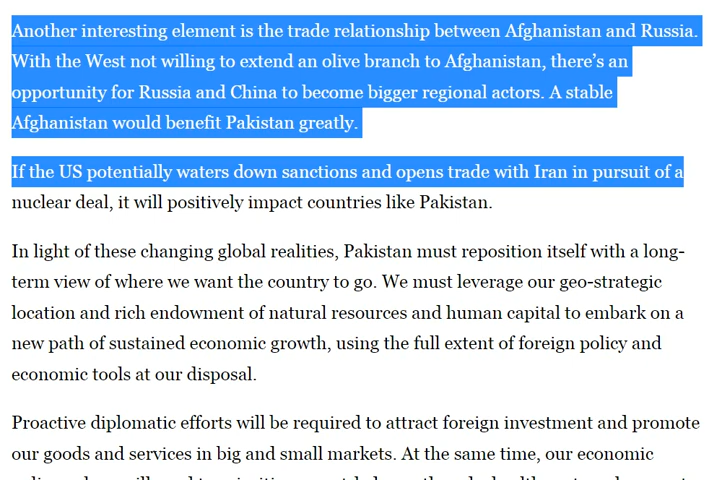 Another interesting element is the trade relationship between Afghanistan and Russia.
With the West not willing to extend an olive branch to Afghanistan, there’s an
opportunity for Russia and China to become bigger regional actors. A stable
Afghanistan would benefit Pakistan greatly.
If the US potentially waters down sanctions and opens trade with Iran in pursuit of a
nuclear deal, it will positively impact countries like Pakistan.
In light of these changing global realities, Pakistan must reposition itself with a long-
term view of where we want the country to go. We must leverage our geo-strategic
location and rich endowment of natural resources and human capital to embark on a
new path of sustained economic growth, using the full extent of foreign policy and
economic tools at our disposal.
Proactive diplomatic efforts will be required to attract foreign investment and promote
our goods and services in big and small markets. At the same time, our economic